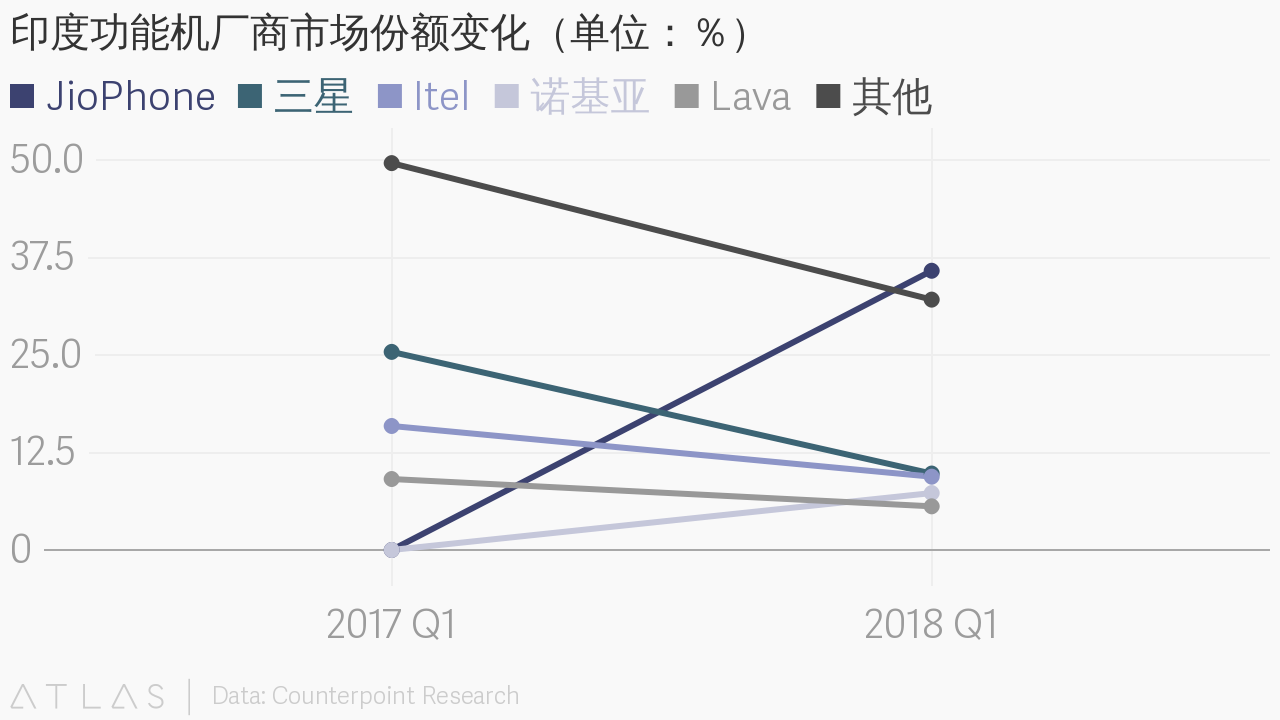 印度功能机厂商市场份额变化（单位：%）
JioPhone 三星 Itel 诺基亚 Lava 其他
50.0
37.5
25.0
12.5
0
2017 Q1 2018 Q1
ATLAS Data: Counterpoint Research